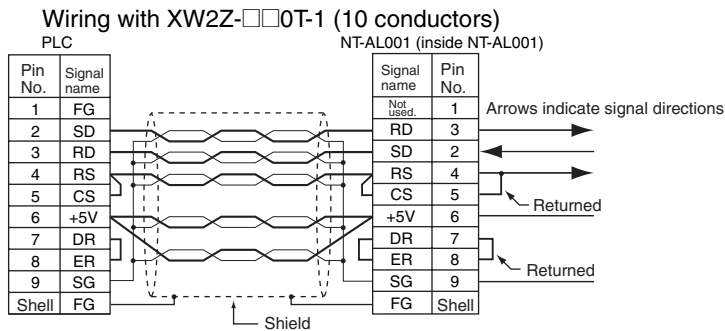 Wiring with XW2Z-□□0T-1 (10 conductors)
PLC NT-AL001 (inside NT-AL001)
Pin No. Signal name Signal name Pin No.
1 FG Not used. 1 Arrows indicate signal directions
2 SD RD 3
3 RD SD 2
4 RS RS 4
5 CS CS 5 Returned
6 +5V +5V 6
7 DR DR 7
8 ER ER 8 Returned
9 SG SG 9
Shell FG FG Shell
Shield